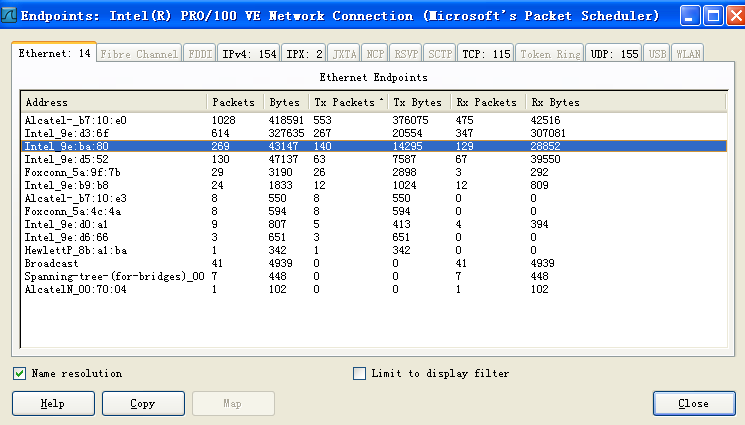 Endpoints: Intel(R) PRO/100 VE Network Connection (Microsoft's Packet Scheduler)
Ethernet: 14 Fibre Channel FDDI IPv4: 154 IPX: 2 JXTA NCP RSVP SCTP TCP: 115 Token Ring UDP: 155 USB WLAN
Ethernet Endpoints
Address Packets Bytes Tx Packets Tx Bytes Rx Packets Rx Bytes
Alcatel-_b7:10:e0 1028 418591 553 376075 475 42516
Intel_9e:d3:6f 614 327635 267 20554 347 307081
Intel_9e:ba:80 269 43147 140 14295 129 28852
Intel_9e:d5:52 130 47137 63 7587 67 39550
Foxconn_5a:9f:7b 29 3190 26 2898 3 292
Intel_9e:b9:b8 24 1833 12 1024 12 809
Alcatel-_b7:10:e3 8 550 8 550 0 0
Foxconn_5a:4c:4a 8 594 8 594 0 0
Intel_9e:d0:a1 9 807 5 413 4 394
Intel_9e:d6:66 3 651 3 651 0 0
HewlettP_8b:a1:ba 1 342 1 342 0 0
Broadcast 41 4939 0 0 41 4939
Spanning-tree-(for-bridges)_00 7 448 0 0 7 448
AlcatelN_00:70:04 1 102 0 0 1 102
Name resolution Limit to display filter
Help Copy Map Close